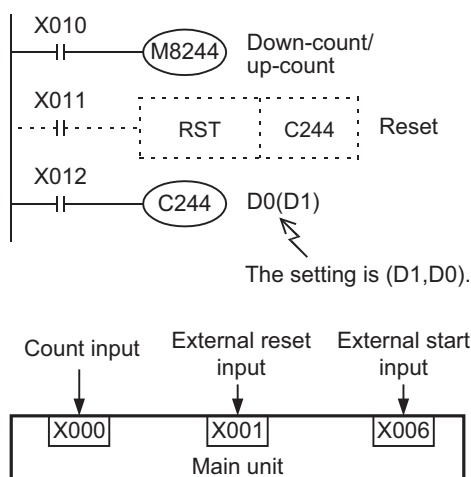 X010
M8244 Down-count/
up-count
X011
RST C244 Reset
X012
C244 D0(D1)
The setting is (D1,D0).
Count input External reset input External start input
X000 X001 X006
Main unit